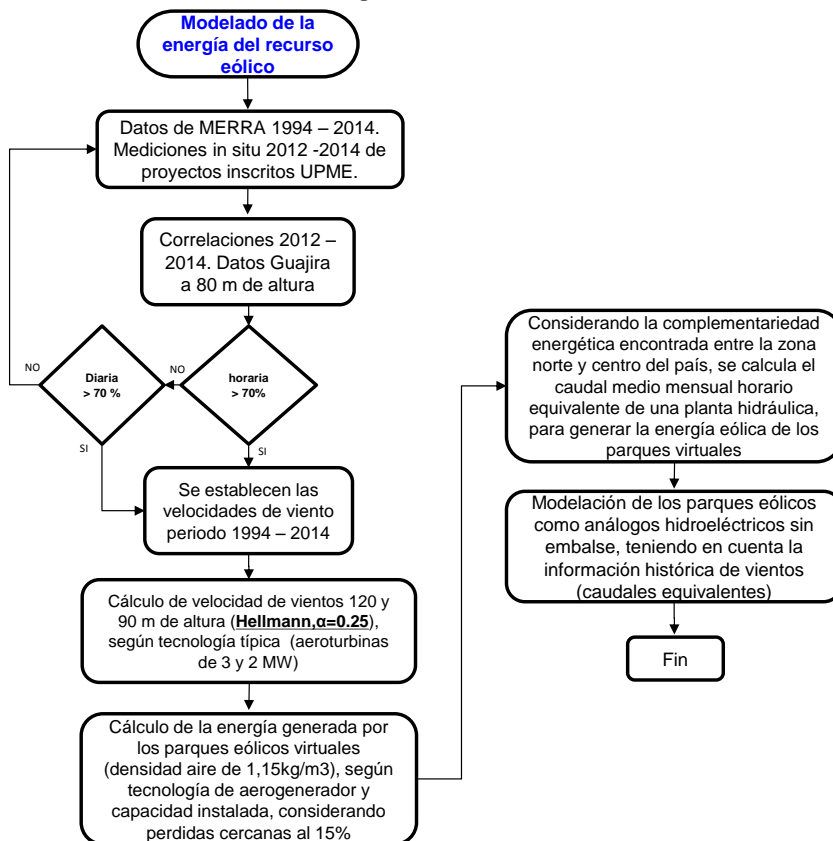 Modelado de la
energía del recurso
eólico
Datos de MERRA 1994 – 2014.
Mediciones in situ 2012 -2014 de
proyectos inscritos UPME.
Correlaciones 2012 –
2014. Datos Guajira
a 80 m de altura
NO
Diaria
> 70 %
NO
horaria
> 70%
SI
SI
Se establecen las
velocidades de viento
periodo 1994 – 2014
Cálculo de velocidad de vientos 120 y
90 m de altura (Hellmann,α=0.25),
según tecnología típica (aeroturbinas
de 3 y 2 MW)
Cálculo de la energía generada por
los parques eólicos virtuales
(densidad aire de 1,15kg/m3), según
tecnología de aerogenerador y
capacidad instalada, considerando
perdidas cercanas al 15%
Considerando la complementariedad
energética encontrada entre la zona
norte y centro del país, se calcula el
caudal medio mensual horario
equivalente de una planta hidráulica,
para generar la energía eólica de los
parques virtuales
Modelación de los parques eólicos
como análogos hidroeléctricos sin
embalse, teniendo en cuenta la
información histórica de vientos
(caudales equivalentes)
Fin